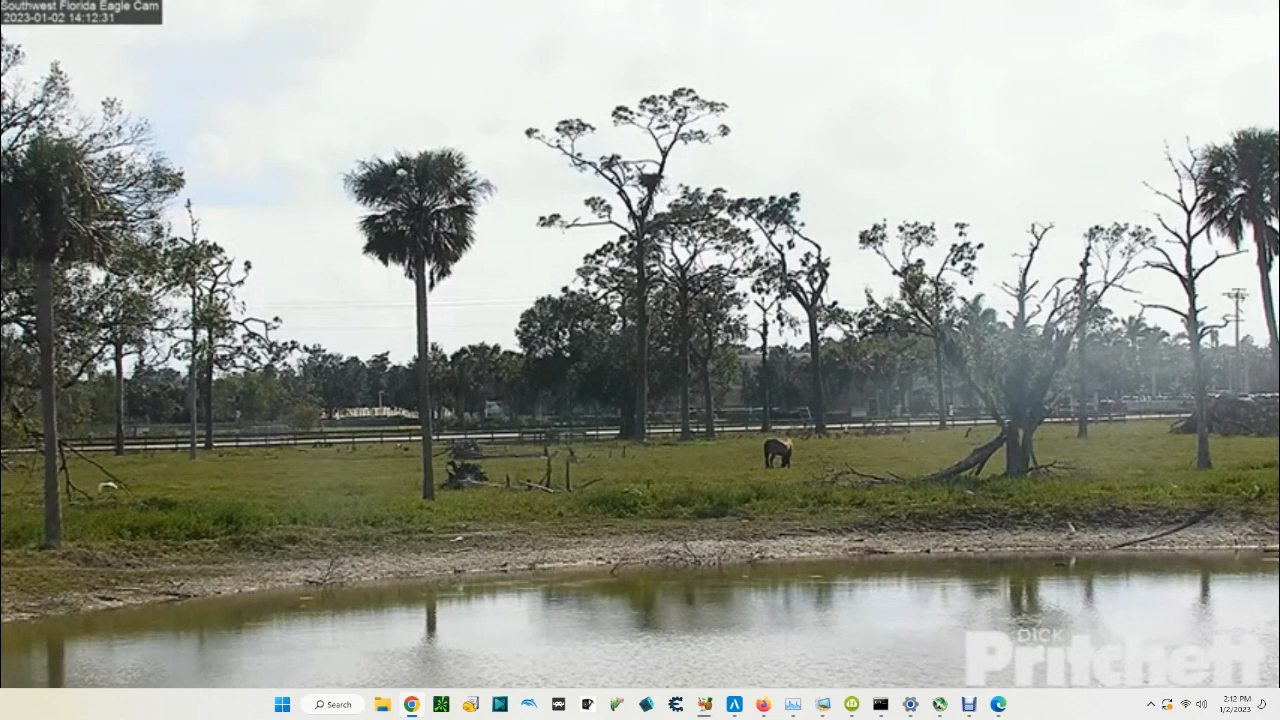 Southwest Florida Eagle Cam
2023-01-02 14:12:31
DICK
Pritchett
Search
2:12 PM
1/2/2023